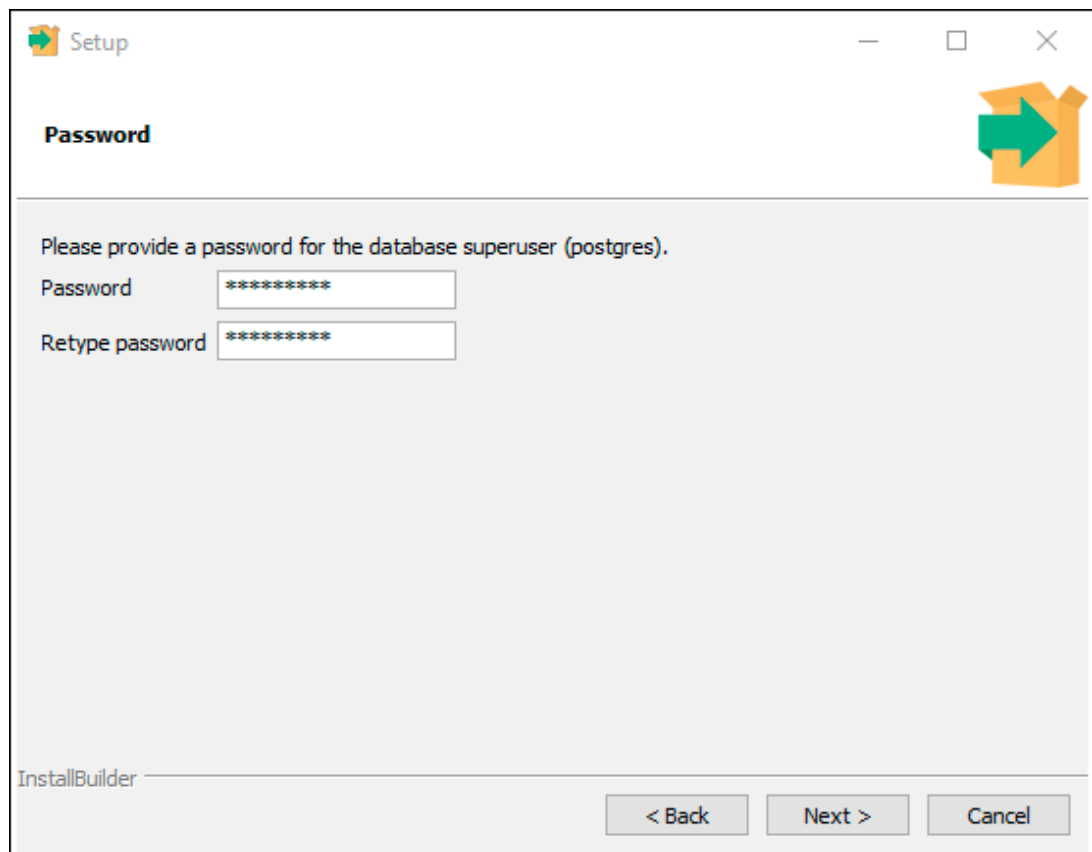 Setup
Password
Please provide a password for the database superuser (postgres).
Password *********
Retype password *********
InstallBuilder
< Back Next > Cancel